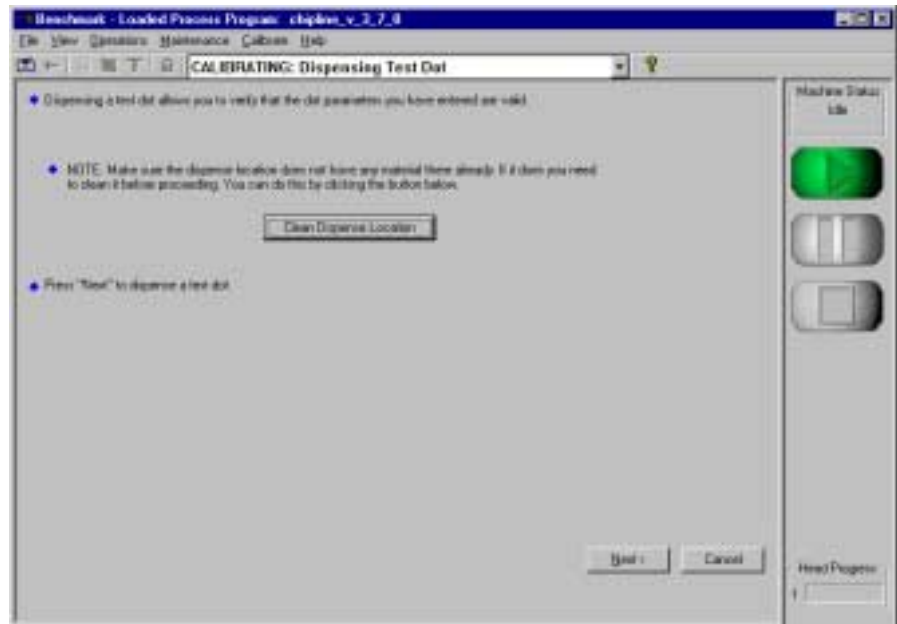 Benchmark - Loaded Process Program: chipline_v_3_7_0
File View Operations Maintenance Calibrate Help
CALIBRATING: Dispensing Test Dot
Machine Status
Idle
Dispensing a test dot allows you to verify that the dot parameters you have entered are valid.
NOTE: Make sure the dispense location does not have any material there already. If it does you need
to clean it before proceeding. You can do this by clicking the button below.
Clean Dispense Location
Press "Next" to dispense a test dot.
Next >
Cancel
Head Progress
1